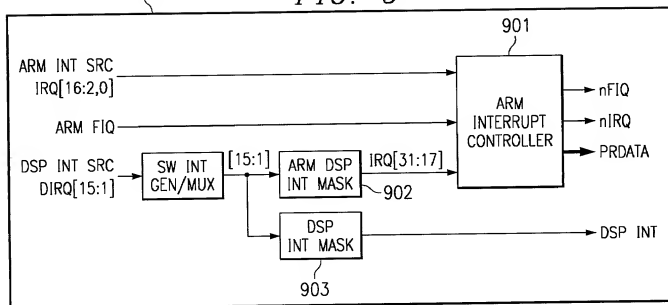 901
ARM INT SRC
IRQ[16:2,0]
ARM FIQ
DSP INT SRC
DIRQ[15:1]
SW INT
GEN/MUX
[15:1]
ARM DSP
INT MASK
902
IRQ[31:17]
ARM
INTERRUPT
CONTROLLER
nFIQ
nIRQ
PRDATA
DSP
INT MASK
903
DSP INT